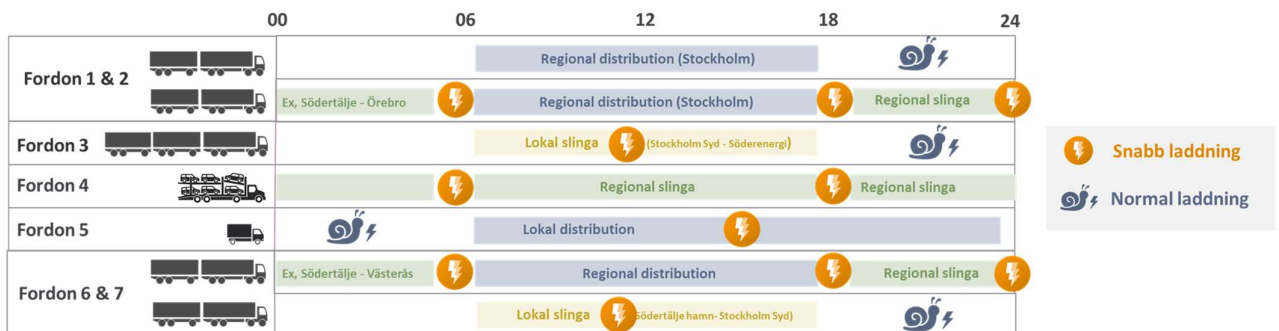 00 06 12 18 24
Fordon 1 & 2
Regional distribution (Stockholm)
Ex, Södertälje - Örebro
Regional distribution (Stockholm)
Regional slinga
Fordon 3
Lokal slinga
(Stockholm Syd - Söderenergi)
Fordon 4
Regional slinga
Regional slinga
Fordon 5
Lokal distribution
Fordon 6 & 7
Ex, Södertälje - Västerås
Regional distribution
Regional slinga
Lokal slinga
Södertälje hamn- Stockholm Syd)
Snabb laddning
Normal laddning